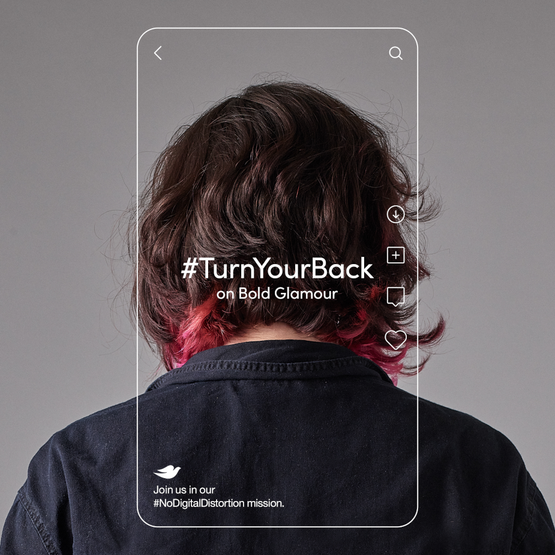 #TurnYourBack
on Bold Glamour
Join us in our
#NoDigitalDistortion mission.